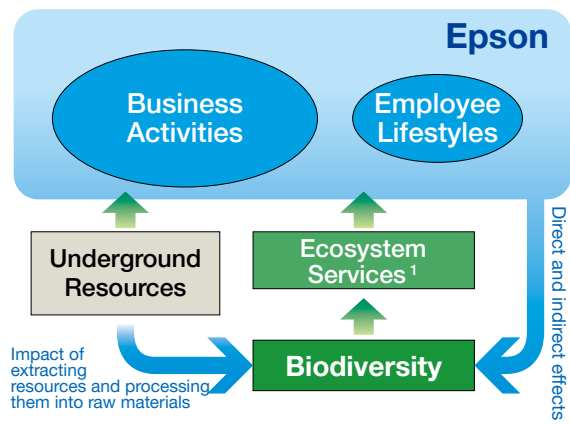 Epson
Business
Activities
Employee
Lifestyles
Underground
Resources
Ecosystem
Services 1
Direct and indirect effects
Impact of
extracting
resources and processing
them into raw materials
Biodiversity